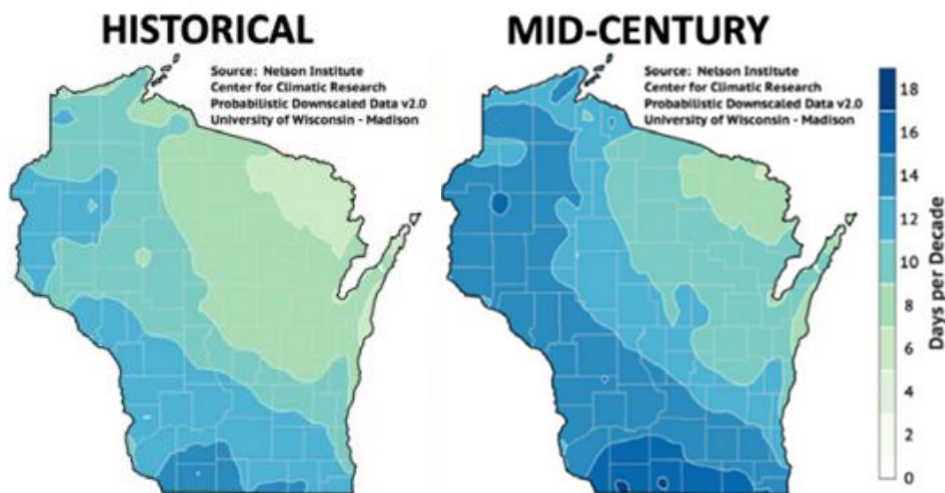 HISTORICAL
Source: Nelson Institute
Center for Climatic Research
Probabilistic Downscaled Data v2.0
University of Wisconsin - Madison
MID-CENTURY
Source: Nelson Institute
Center for Climatic Research
Probabilistic Downscaled Data v2.0
University of Wisconsin - Madison
18
16
14
12
10
8
6
4
2
0
Days per Decade